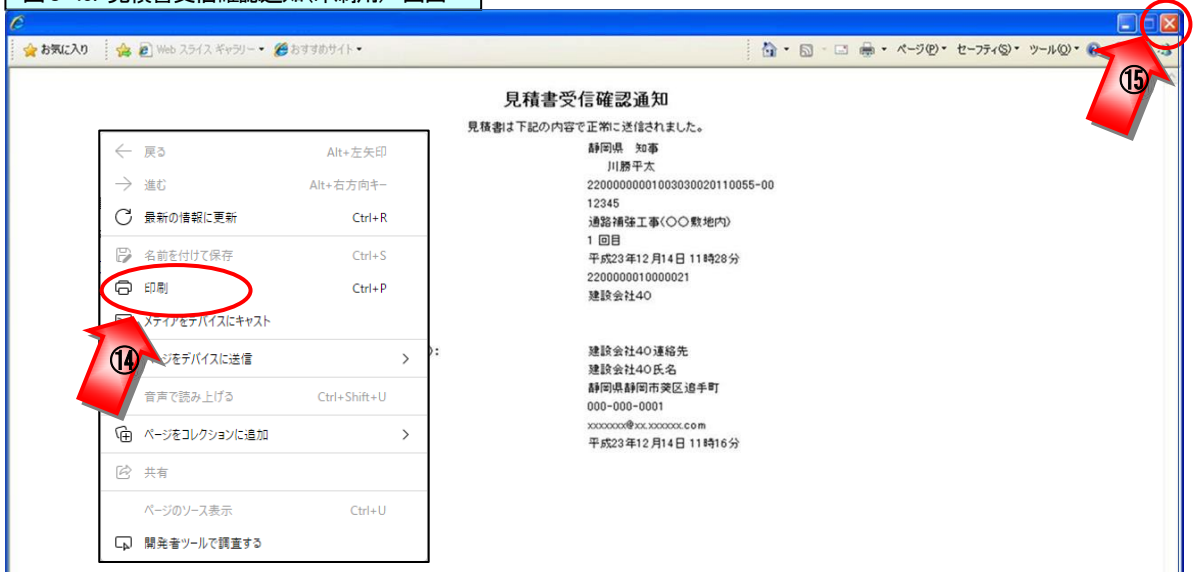 お気に入り Web スライス ギャラリー おすすめサイト ページ(P) セーフティ(S) ツール(O)
⑮
見積書受信確認通知
見積書は下記の内容で正常に送信されました。
静岡県 知事
川勝平太
22000000001003030020110055-00
12345
通路補強工事(〇〇敷地内)
1 回目
平成23年12月14日 11時28分
2200000010000021
建設会社40
建設会社40連絡先
建設会社40氏名
静岡県静岡市葵区追手町
000-000-0001
xxxxxxx@xx.xxxxxx.com
平成23年12月14日 11時16分
戻る Alt+左矢印
進む Alt+右方向キー
最新の情報に更新 Ctrl+R
名前を付けて保存 Ctrl+S
印刷 Ctrl+P
メディアをデバイスにキャスト
⑭
ページをデバイスに送信
音声で読み上げる Ctrl+Shift+U
ページをコレクションに追加
共有
ページのソース表示 Ctrl+U
開発者ツールで調査する